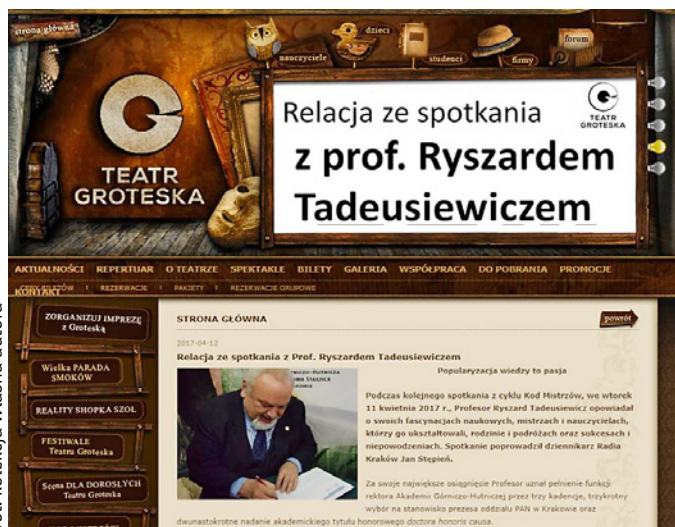 strona główna
nauczyciele
dzieci
studenci
firmy
forum
TEATR
GROTESKA
Relacja ze spotkania
z prof. Ryszardem
Tadeusiewiczem
TEATR
GROTESKA
AKTUALNOŚCI REPERTUAR O TEATRZE SPEKTAKLE BILETY GALERIA WSPÓŁPRACA DO POBRANIA PROMOCJE
KONTAKT
CENY BILETÓW REZERWACJE PAKIETY REZERWACJE GRUPOWE
ZORGANIZUJ IMPREZĘ
z Groteską
Wielka PARADA
SMOKÓW
REALITY SHOPKA SZOŁ
FESTIWALE
Teatru Groteska
Scena DLA DOROSŁYCH
Teatru Groteska
STRONA GŁÓWNA
powrót
2017-04-12
Relacja ze spotkania z Prof. Ryszardem Tadeusiewiczem
Popularyzacja wiedzy to pasja
Podczas kolejnego spotkania z cyklu Kod Mistrzów, we wtorek
11 kwietnia 2017 r., Profesor Ryszard Tadeusiewicz opowiadał
o swoich fascynacjach naukowych, mistrzach i nauczycielach,
którzy go ukształtowali, rodzinie i podróżach oraz sukcesach i
niepowodzeniach. Spotkanie poprowadził dziennikarz Radia
Kraków Jan Stępień.
Za swoje największe osiągnięcie Profesor uznał pełnienie funkcji
rektora Akademii Górniczo-Hutniczej przez trzy kadencje, trzykrotny
wybór na stanowisko prezesa oddziału PAN w Krakowie oraz
dwunastokrotne nadanie akademickiego tytułu honorowego doctora honoris causa.